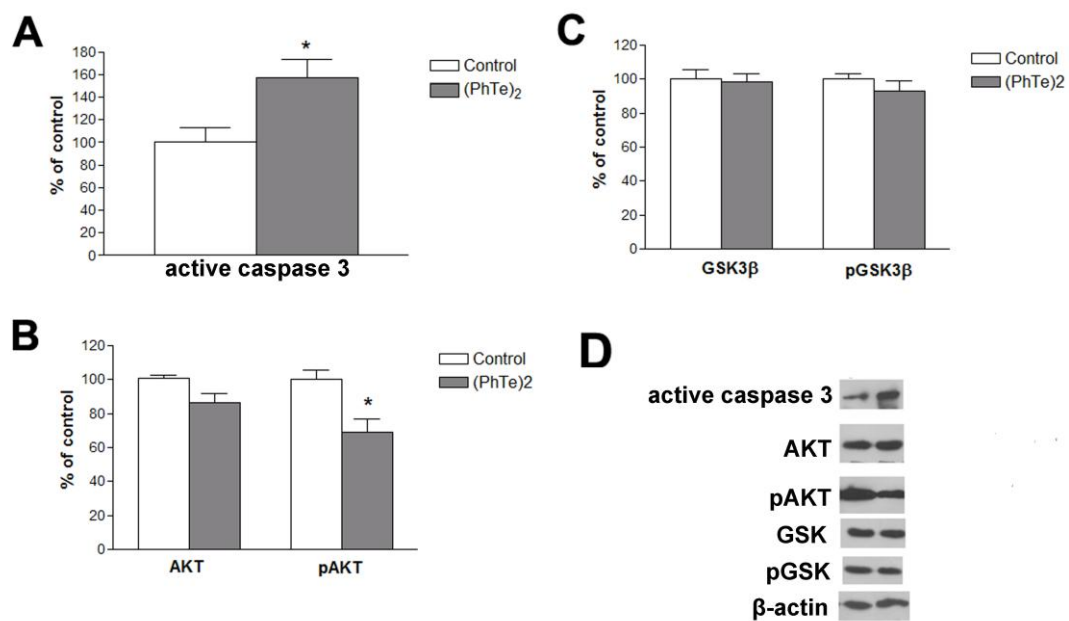 A
% of control
180
160
140
120
100
80
60
40
20
0
*
active caspase 3
Control
(PhTe)₂
B
% of control
120
100
80
60
40
20
0
*
AKT
pAKT
Control
(PhTe)2
C
% of control
120
100
80
60
40
20
0
GSK3β
pGSK3β
Control
(PhTe)2
D
active caspase 3
AKT
pAKT
GSK
pGSK
β-actin